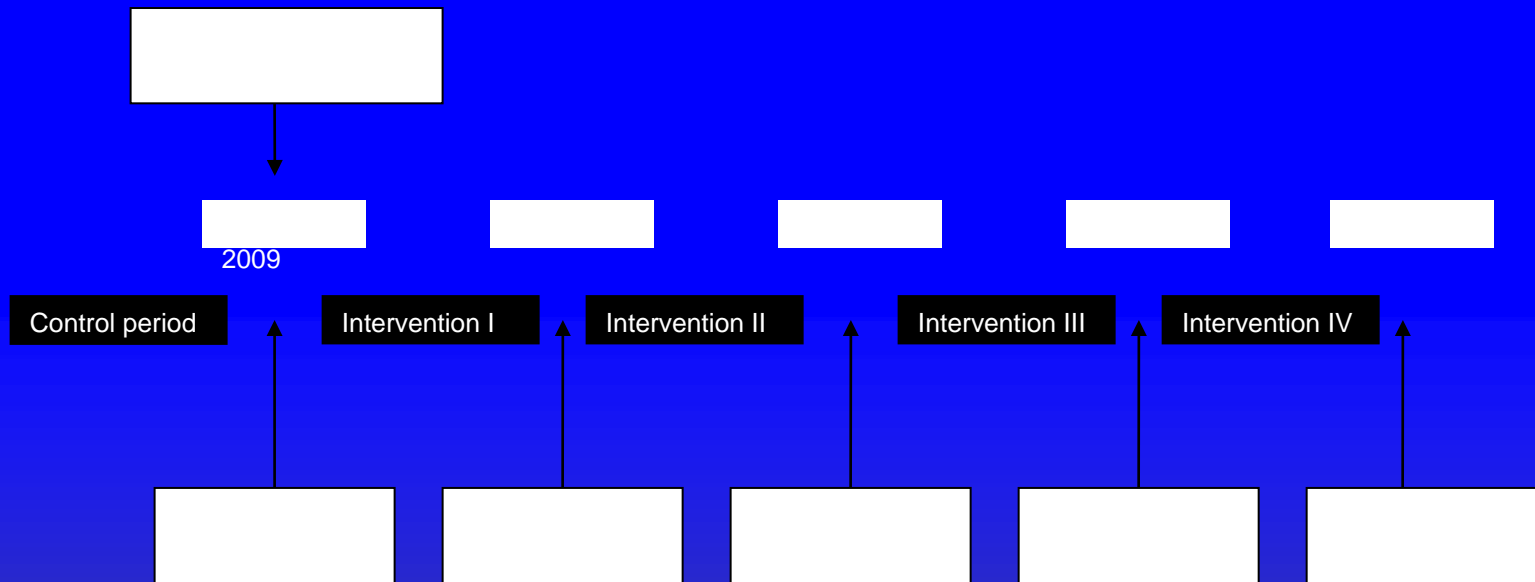 2009
Control period
Intervention I
Intervention II
Intervention III
Intervention IV